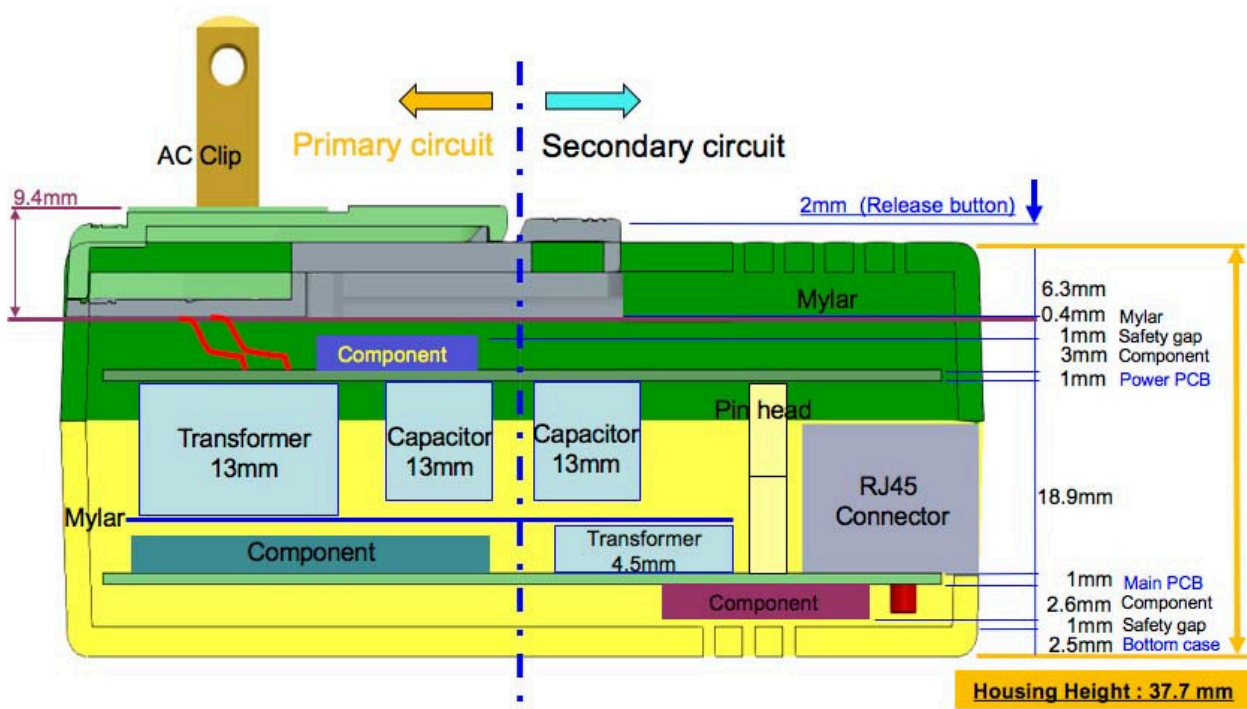 Primary circuit
Secondary circuit
AC Clip
9.4mm
2mm (Release button)
Mylar
6.3mm
0.4mm Mylar
1mm Safety gap
3mm Component
1mm Power PCB
Component
Pin head
Transformer
13mm
Capacitor
13mm
Capacitor
13mm
RJ45
Connector
18.9mm
Mylar
Component
Transformer
4.5mm
1mm Main PCB
2.6mm Component
1mm Safety gap
2.5mm Bottom case
Component
Housing Height : 37.7 mm